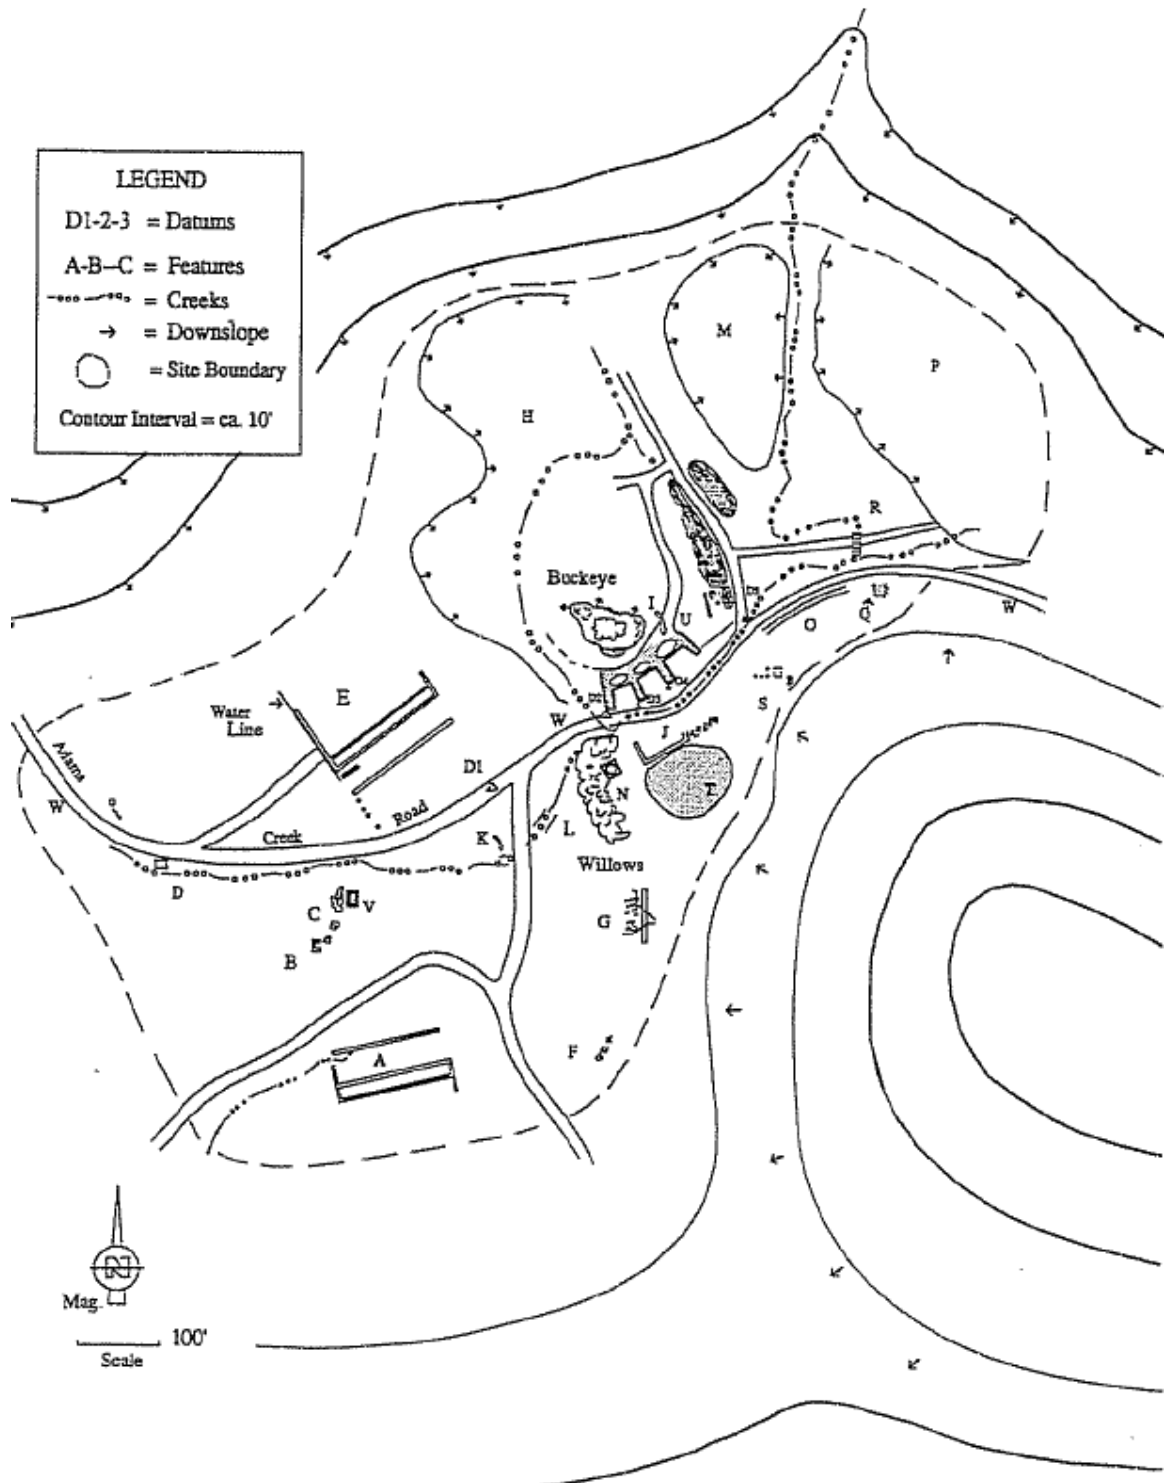 LEGEND
D1-2-3 = Datums
A-B--C = Features
= Creeks
→ = Downslope
= Site Boundary
Contour Interval = ca. 10'
M
P
H
R
Buckeye
I
U
O
Q
W
E
Water
Line
W
S
J
D1
Adams
W
Creek
Road
N
L
K
Willows
D
C
V
B
G
F
A
N
Mag.
100'
Scale